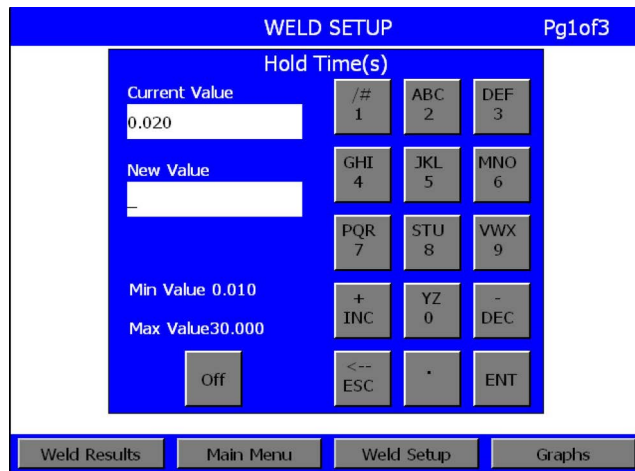 WELD SETUP Pg1of3
Hold Time(s)
Current Value
0.020
New Value
_
Min Value 0.010
Max Value30.000
Off
/#
1
ABC
2
DEF
3
GHI
4
JKL
5
MNO
6
PQR
7
STU
8
VWX
9
+
INC
YZ
0
-
DEC
<--
ESC
.
ENT
Weld Results Main Menu Weld Setup Graphs